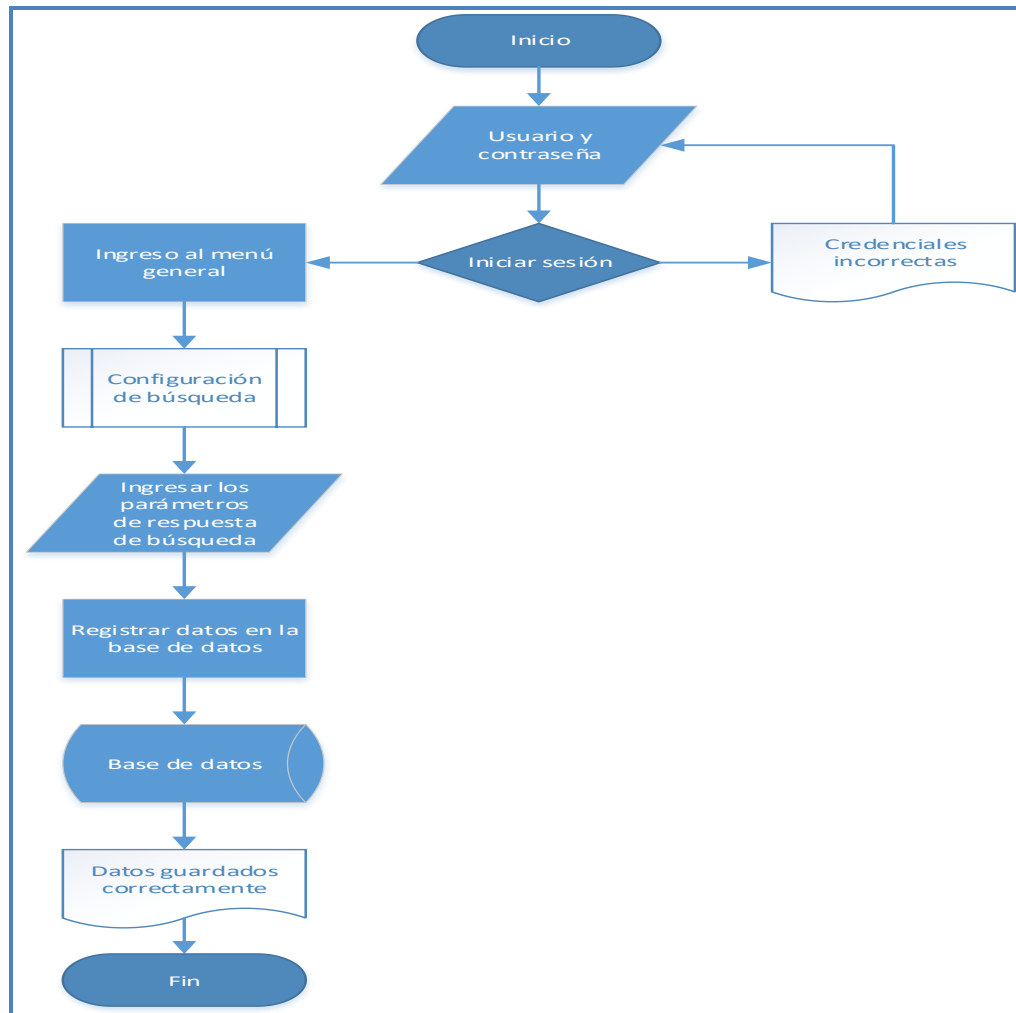 Inicio
Usuario y
contraseña
Iniciar sesión
Ingreso al menú
general
Credenciales
incorrectas
Configuración
de búsqueda
Ingresar los
parámetros
de respuesta
de búsqueda
Registrar datos en la
base de datos
Base de datos
Datos guardados
correctamente
Fin